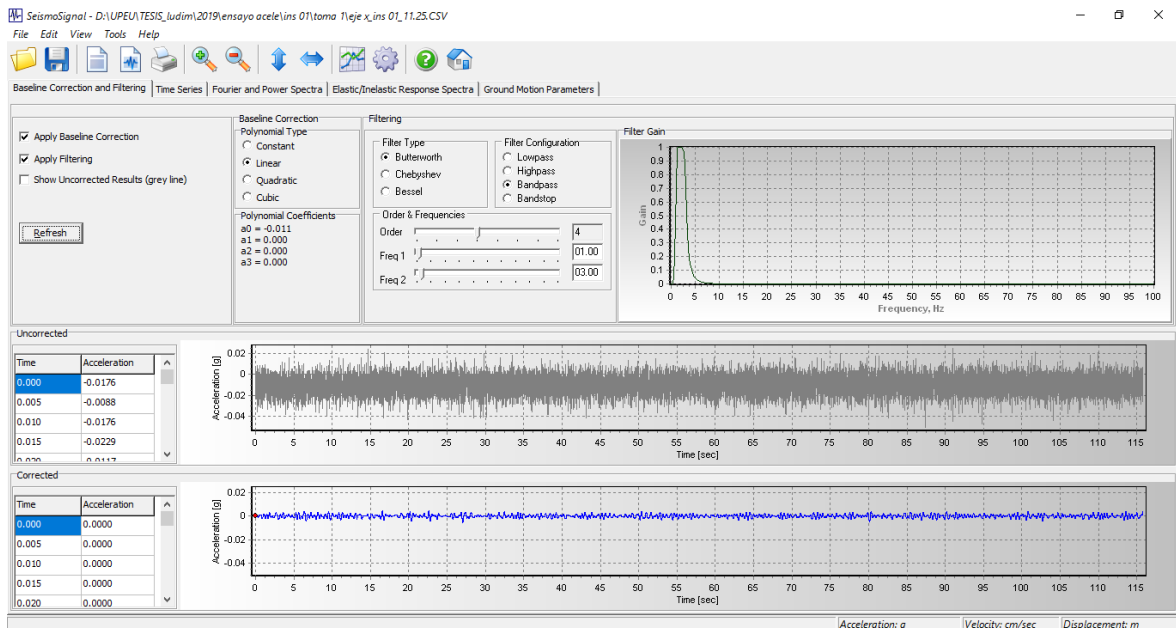 SeismoSignal - D:\UPEU\TESIS_ludim\2019\ensayo acele\ins 01\toma 1\eje x_ins 01_11.25.CSV
File Edit View Tools Help
Baseline Correction and Filtering Time Series Fourier and Power Spectra Elastic/Inelastic Response Spectra Ground Motion Parameters
Apply Baseline Correction
Apply Filtering
Show Uncorrected Results (grey line)
Refresh
Baseline Correction
Polynomial Type
Constant
Linear
Quadratic
Cubic
Polynomial Coefficients
a0 = -0.011
a1 = 0.000
a2 = 0.000
a3 = 0.000
Filtering
Filter Type
Butterworth
Chebyshev
Bessel
Filter Configuration
Lowpass
Highpass
Bandpass
Bandstop
Order & Frequencies
Order 4
Freq 1 01.00
Freq 2 03.00
Filter Gain
Gain
1
0.9
0.8
0.7
0.6
0.5
0.4
0.3
0.2
0.1
0
0 5 10 15 20 25 30 35 40 45 50 55 60 65 70 75 80 85 90 95 100
Frequency, Hz
Uncorrected
Time Acceleration
0.000 -0.0176
0.005 -0.0088
0.010 -0.0176
0.015 -0.0229
0.020 -0.0117
Acceleration [g]
0.02
0
-0.02
-0.04
0 5 10 15 20 25 30 35 40 45 50 55 60 65 70 75 80 85 90 95 100 105 110 115
Time [sec]
Corrected
Time Acceleration
0.000 0.0000
0.005 0.0000
0.010 0.0000
0.015 0.0000
0.020 0.0000
Acceleration [g]
0.02
0
-0.02
-0.04
0 5 10 15 20 25 30 35 40 45 50 55 60 65 70 75 80 85 90 95 100 105 110 115
Time [sec]
Acceleration: g Velocity: cm/sec Displacement: m